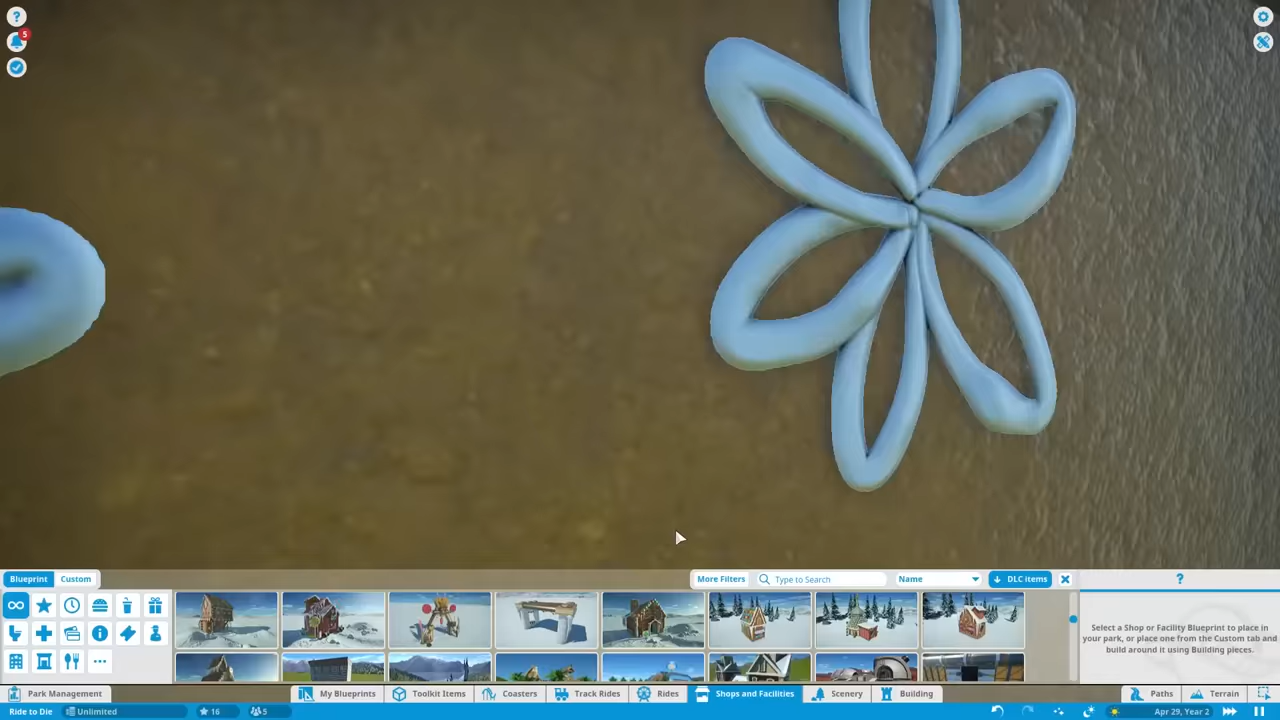 ?
5
Blueprint Custom
More Filters Type to Search Name DLC items
?
Select a Shop or Facility Blueprint to place in
your park, or place one from the Custom tab and
build around it using Building pieces.
Park Management My Blueprints Toolkit Items Coasters Track Rides Rides Shops and Facilities Scenery Building Paths Terrain
Ride to Die Unlimited 16 5 Apr 29, Year 2